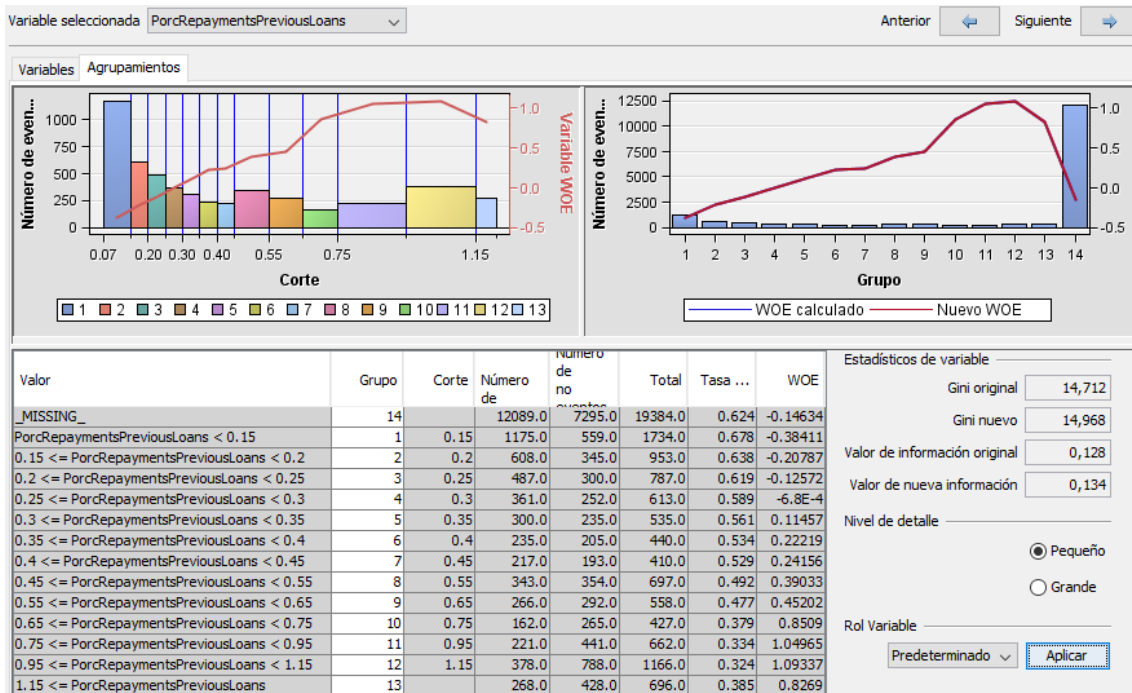 Variable seleccionada PorcRepaymentsPreviousLoans Anterior Siguiente
Variables Agrupamientos
Número de even...
1000
750
500
250
0
1.0
0.5
0.0
-0.5
Variable WOE
0.07 0.20 0.30 0.40 0.55 0.75 1.15
Corte
1 2 3 4 5 6 7 8 9 10 11 12 13
Número de even...
12500
10000
7500
5000
2500
0
1.0
0.5
0.0
-0.5
1 2 3 4 5 6 7 8 9 10 11 12 13 14
Grupo
WOE calculado Nuevo WOE
Valor Grupo Corte Número de Número de no eventos Total Tasa ... WOE
_MISSING_ 14 12089.0 7295.0 19384.0 0.624 -0.14634
PorcRepaymentsPreviousLoans < 0.15 1 0.15 1175.0 559.0 1734.0 0.678 -0.38411
0.15 <= PorcRepaymentsPreviousLoans < 0.2 2 0.2 608.0 345.0 953.0 0.638 -0.20787
0.2 <= PorcRepaymentsPreviousLoans < 0.25 3 0.25 487.0 300.0 787.0 0.619 -0.12572
0.25 <= PorcRepaymentsPreviousLoans < 0.3 4 0.3 361.0 252.0 613.0 0.589 -6.8E-4
0.3 <= PorcRepaymentsPreviousLoans < 0.35 5 0.35 300.0 235.0 535.0 0.561 0.11457
0.35 <= PorcRepaymentsPreviousLoans < 0.4 6 0.4 235.0 205.0 440.0 0.534 0.22219
0.4 <= PorcRepaymentsPreviousLoans < 0.45 7 0.45 217.0 193.0 410.0 0.529 0.24156
0.45 <= PorcRepaymentsPreviousLoans < 0.55 8 0.55 343.0 354.0 697.0 0.492 0.39033
0.55 <= PorcRepaymentsPreviousLoans < 0.65 9 0.65 266.0 292.0 558.0 0.477 0.45202
0.65 <= PorcRepaymentsPreviousLoans < 0.75 10 0.75 162.0 265.0 427.0 0.379 0.8509
0.75 <= PorcRepaymentsPreviousLoans < 0.95 11 0.95 221.0 441.0 662.0 0.334 1.04965
0.95 <= PorcRepaymentsPreviousLoans < 1.15 12 1.15 378.0 788.0 1166.0 0.324 1.09337
1.15 <= PorcRepaymentsPreviousLoans 13 268.0 428.0 696.0 0.385 0.8269
Estadísticos de variable
Gini original 14,712
Gini nuevo 14,968
Valor de información original 0,128
Valor de nueva información 0,134
Nivel de detalle
Pequeño
Grande
Rol Variable
Predeterminado Aplicar